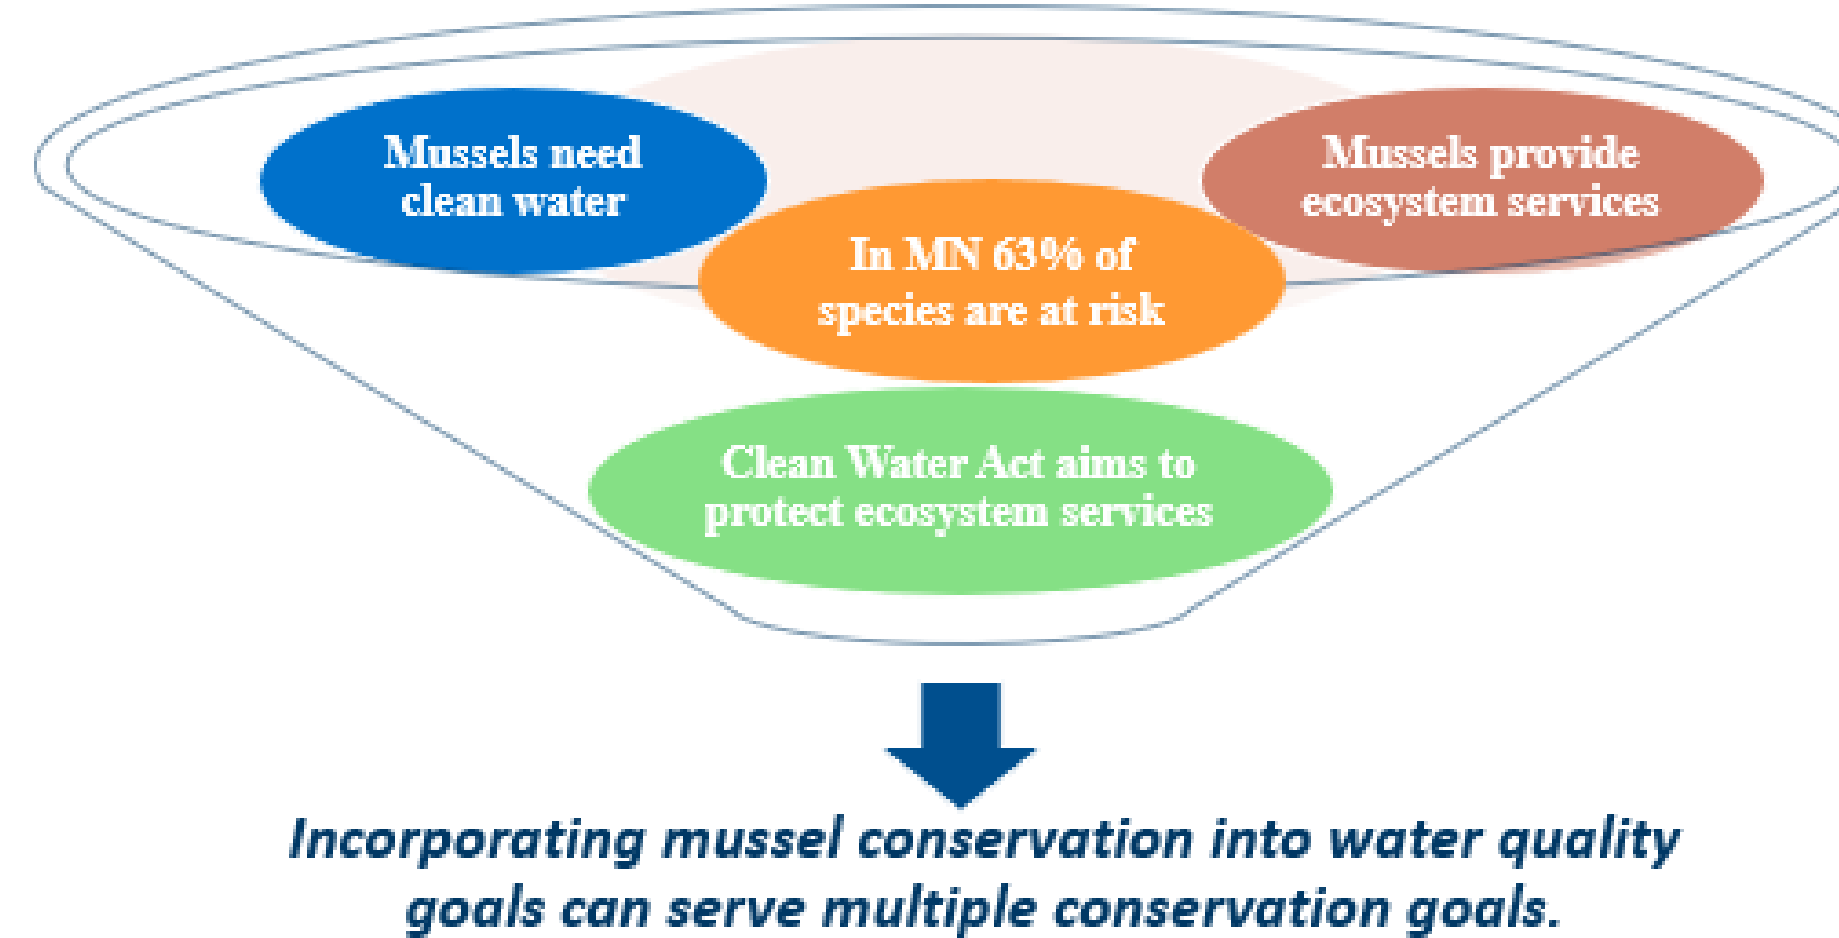 Mussels need
clean water
Mussels provide
ecosystem services
In MN 63% of
species are at risk
Clean Water Act aims to
protect ecosystem services
Incorporating mussel conservation into water quality
goals can serve multiple conservation goals.